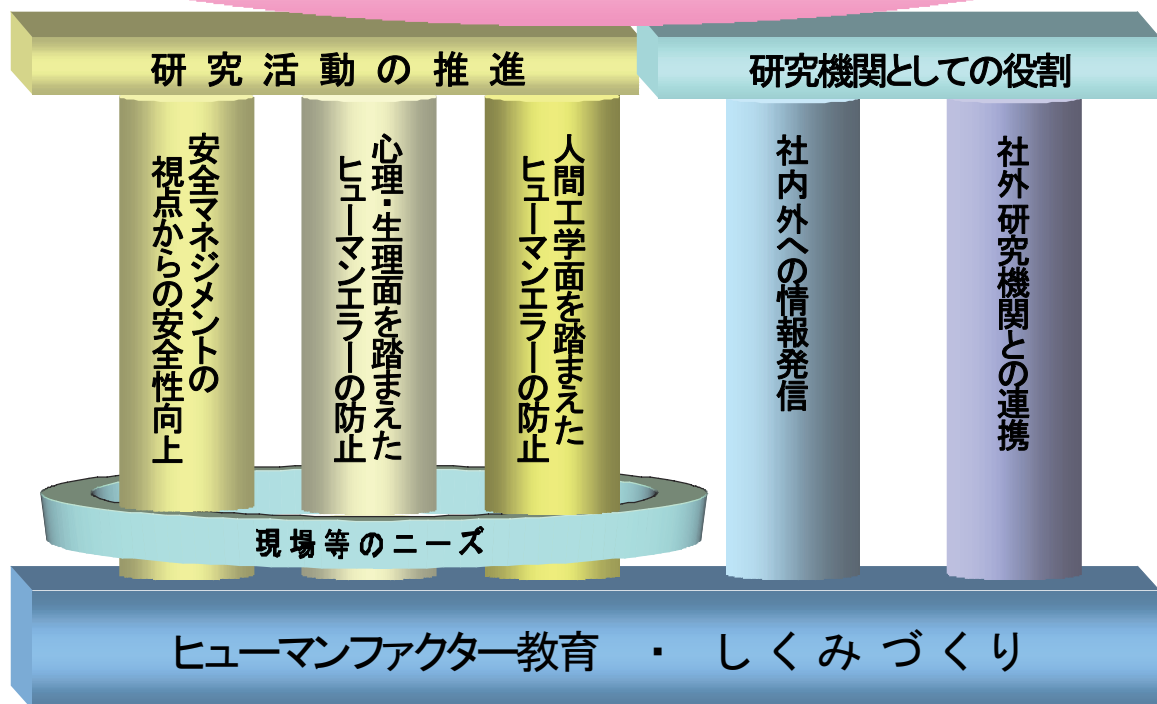 研究活動の推進
研究機関としての役割
安全マネジメントの
視点からの安全性向上
心理・生理面を踏まえた
ヒューマンエラーの防止
人間工学面を踏まえた
ヒューマンエラーの防止
社内外への情報発信
社外研究機関との連携
現場等のニーズ
ヒューマンファクター教育 ・ しくみづくり